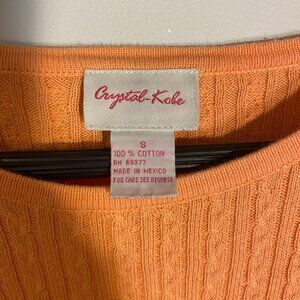 Crystal-Kobe
S
100% COTTON
RN 69377
MADE IN MEXICO
FOR CARE SEE REVERSE